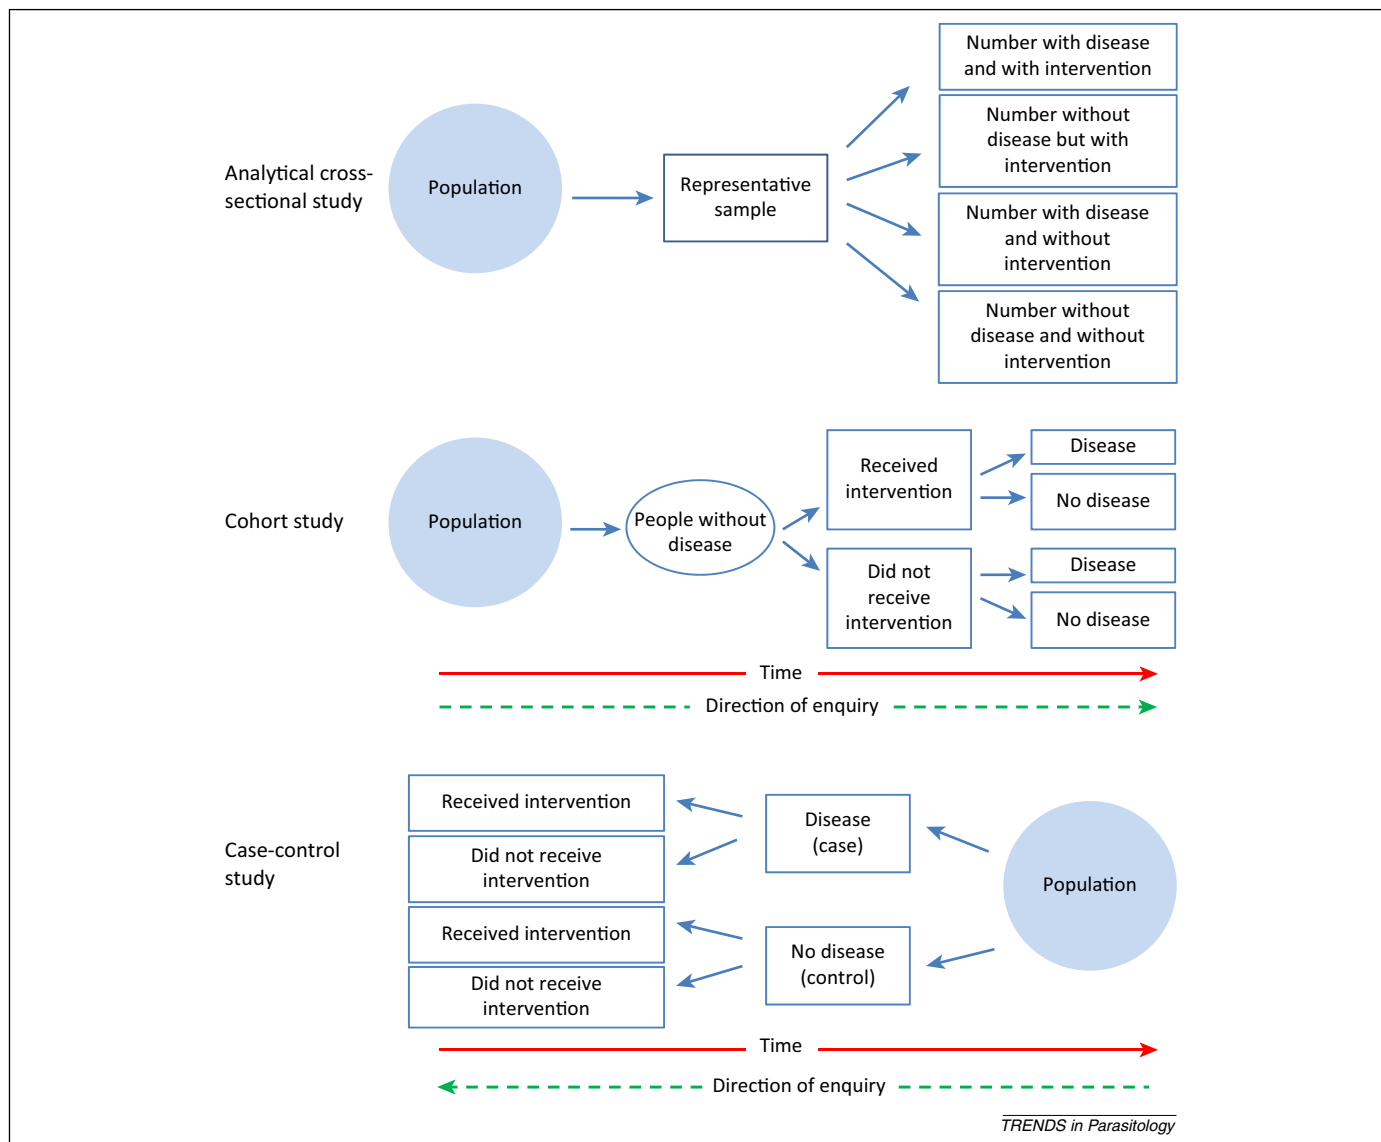 Analytical cross-
sectional study
Population
Representative
sample
Number with disease
and with intervention
Number without
disease but with
intervention
Number with disease
and without
intervention
Number without
disease and without
intervention
Cohort study
Population
People without
disease
Received
intervention
Disease
No disease
Did not
receive
intervention
Disease
No disease
Time
Direction of enquiry
Case-control
study
Received intervention
Did not receive
intervention
Received intervention
Did not receive
intervention
Disease
(case)
No disease
(control)
Population
Time
Direction of enquiry
TRENDS in Parasitology